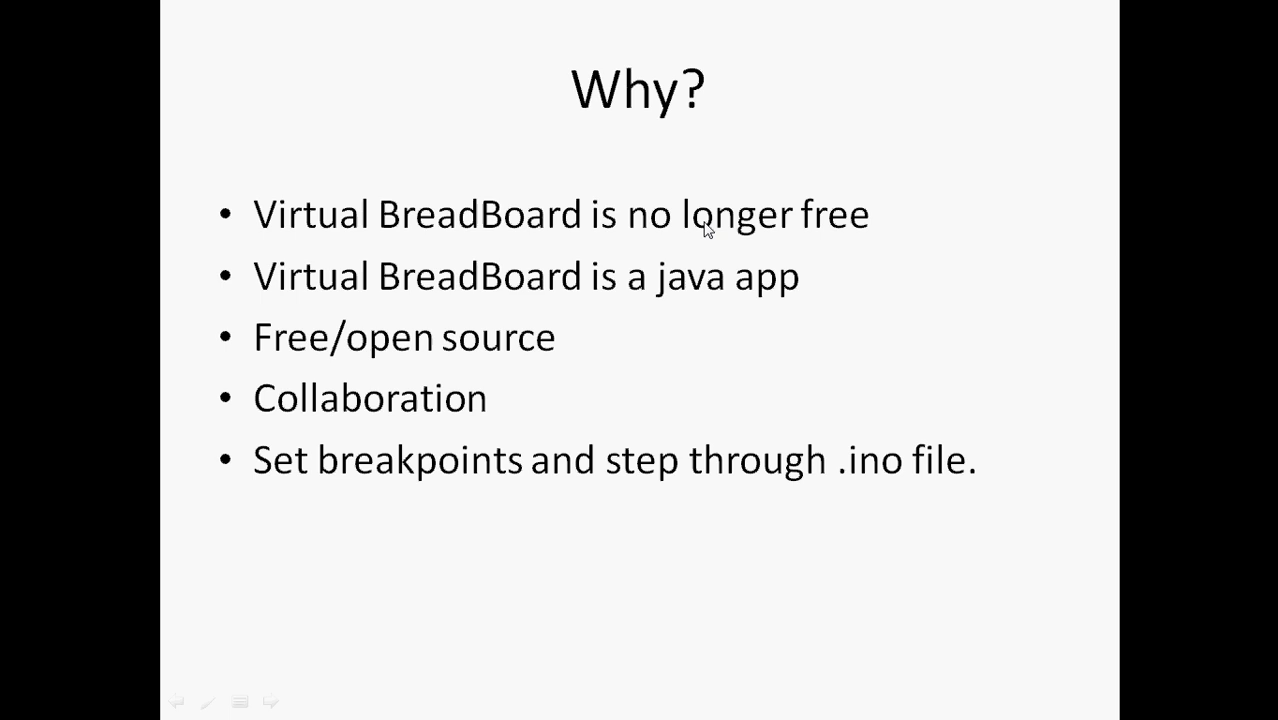 Why?
• Virtual BreadBoard is no longer free
• Virtual BreadBoard is a java app
• Free/open source
• Collaboration
• Set breakpoints and step through .ino file.